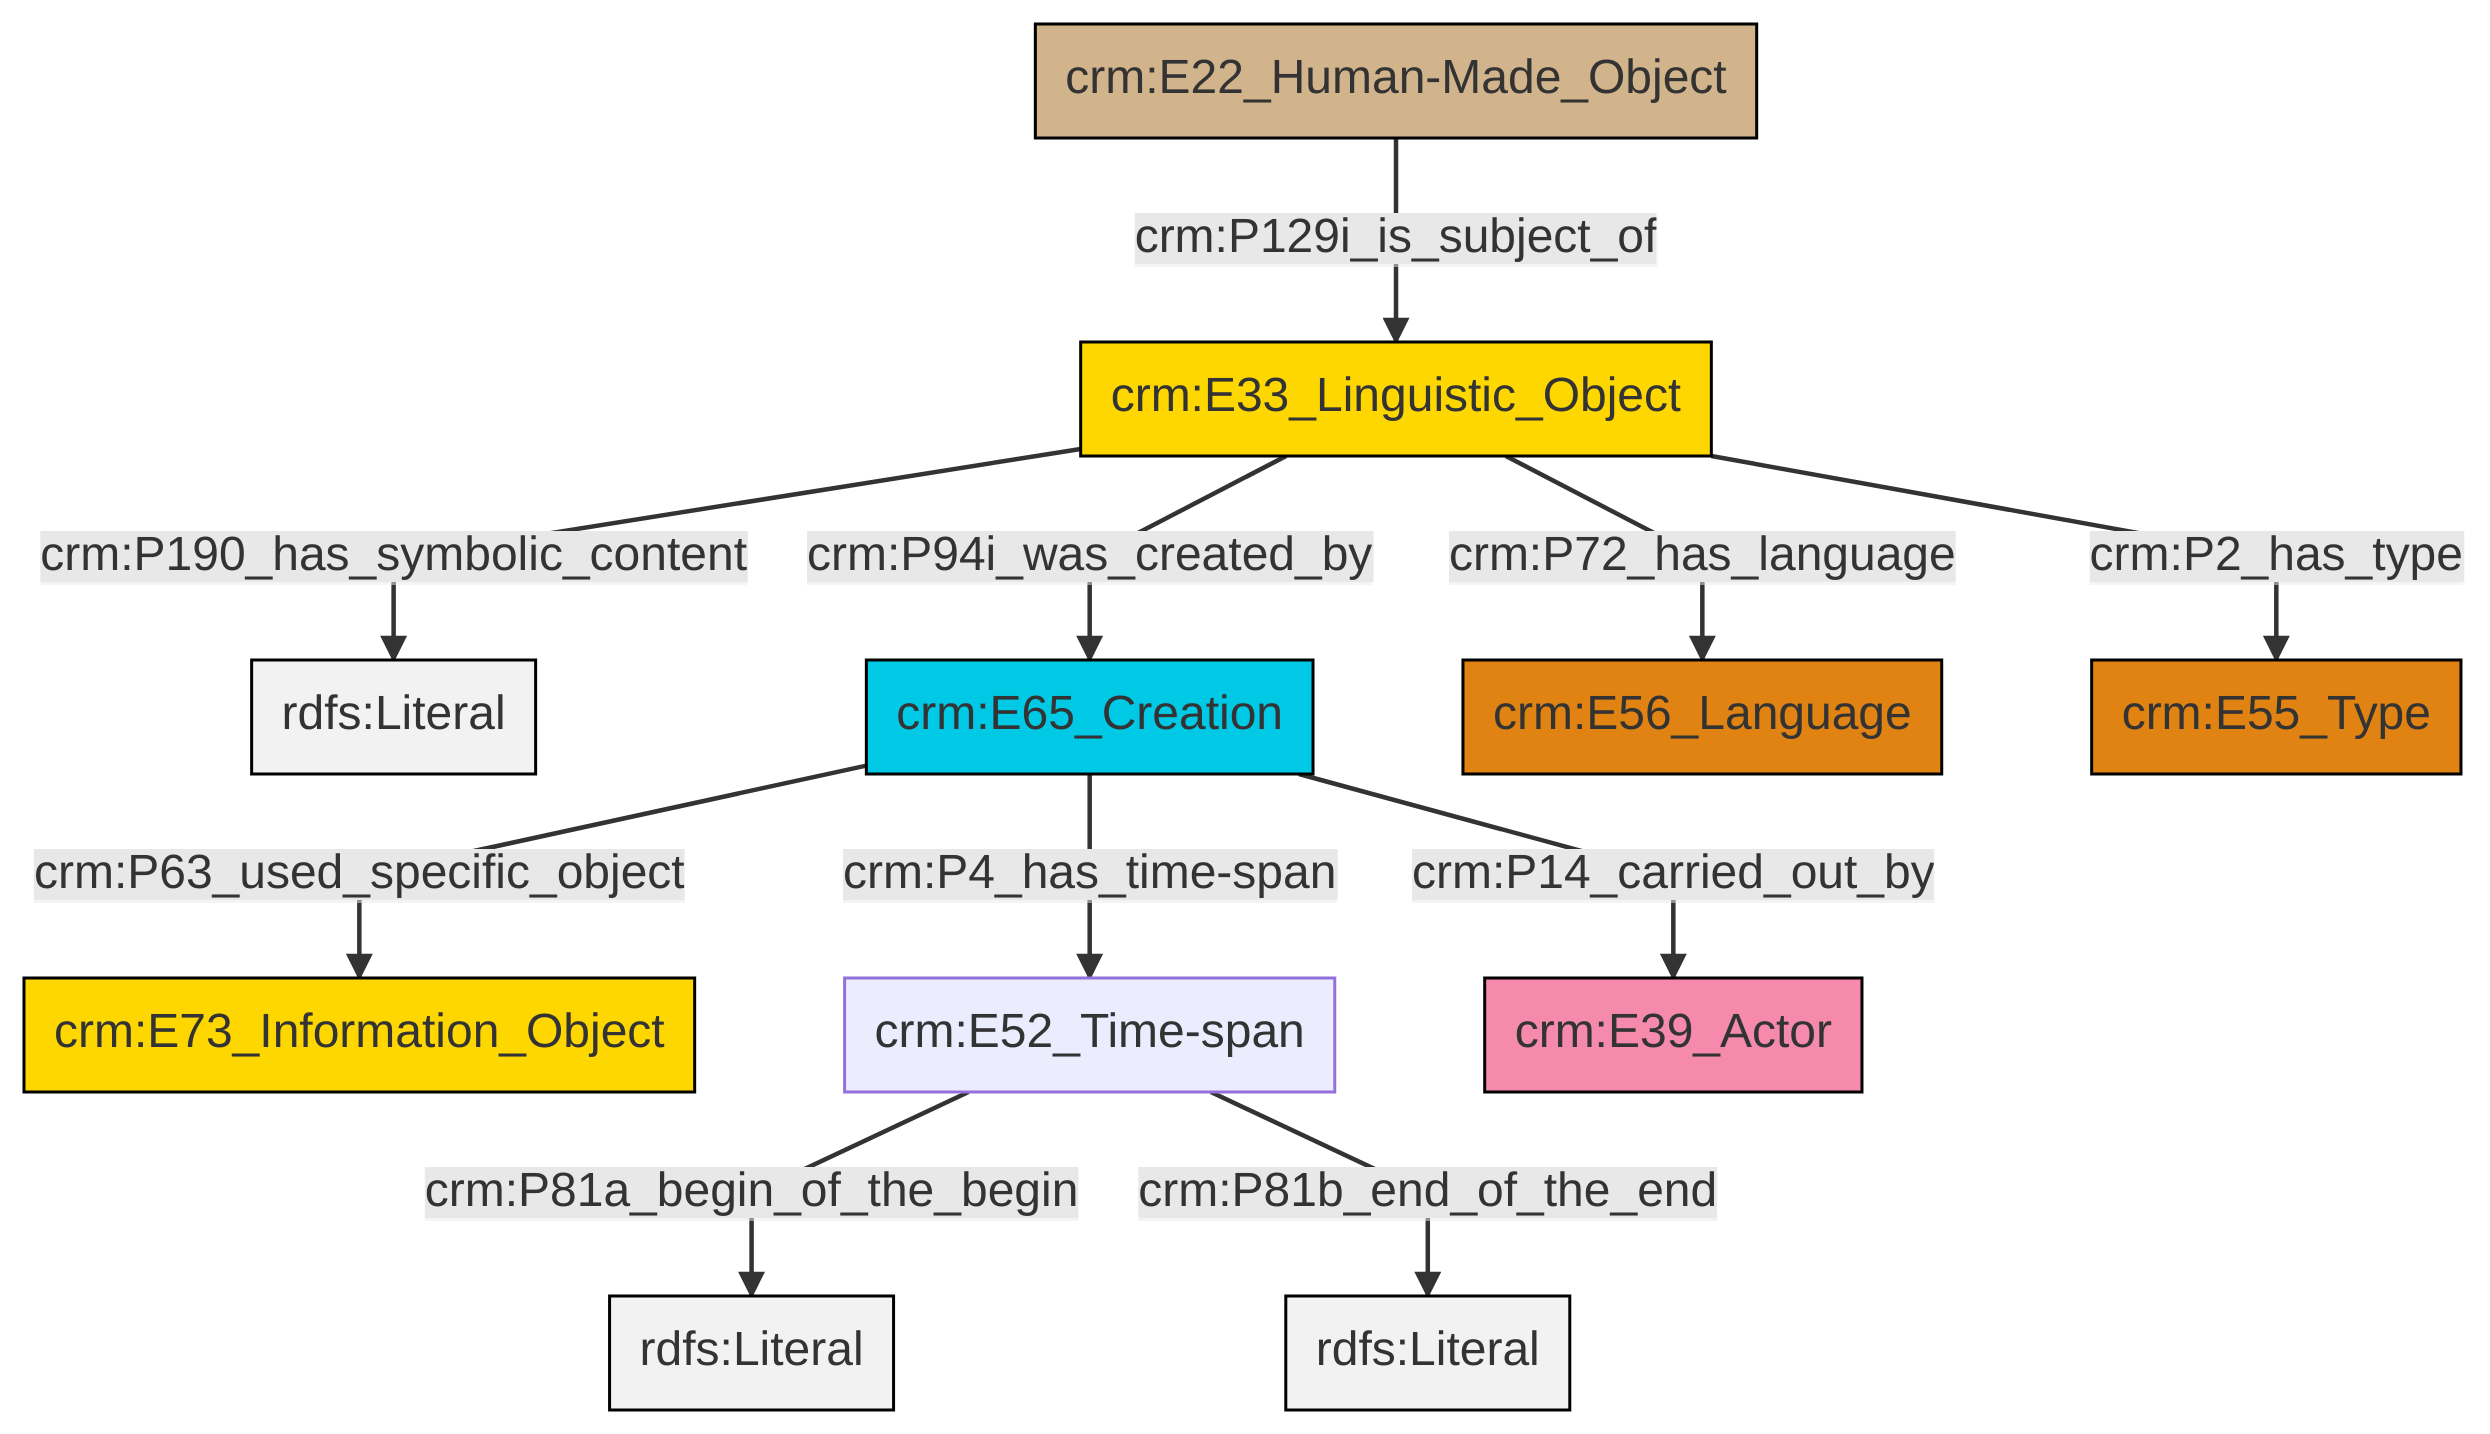 crm:E22_Human-Made_Object
crm:P129i_is_subject_of
crm:E33_Linguistic_Object
crm:P190_has_symbolic_content
crm:P94i_was_created_by
crm:P72_has_language
crm:P2_has_type
rdfs:Literal
crm:E65_Creation
crm:E56_Language
crm:E55_Type
crm:P63_used_specific_object
crm:P4_has_time-span
crm:P14_carried_out_by
crm:E73_Information_Object
crm:E52_Time-span
crm:E39_Actor
crm:P81a_begin_of_the_begin
crm:P81b_end_of_the_end
rdfs:Literal
rdfs:Literal